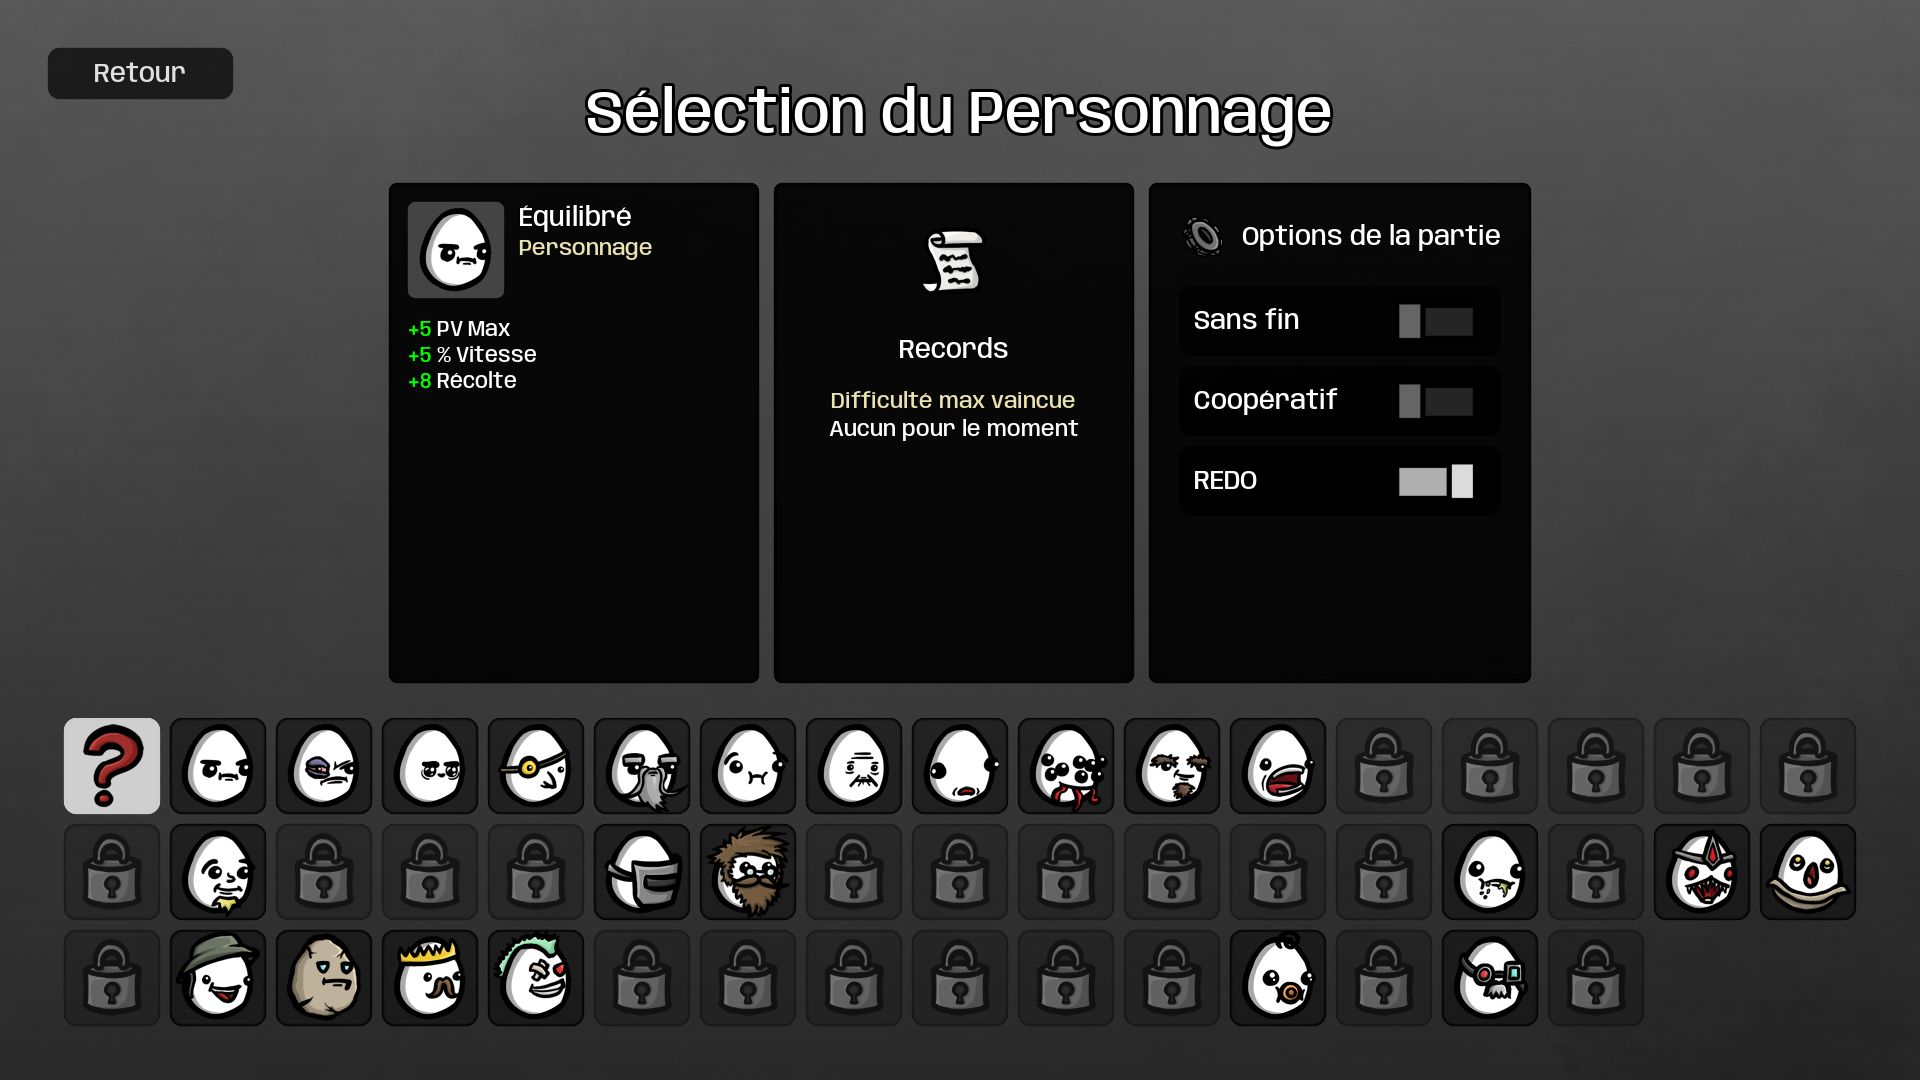 Retour
Sélection du Personnage
Équilibré
Personnage
+5 PV Max
+5 % Vitesse
+8 Récolte
Records
Difficulté max vaincue
Aucun pour le moment
Options de la partie
Sans fin
Coopératif
REDO
?